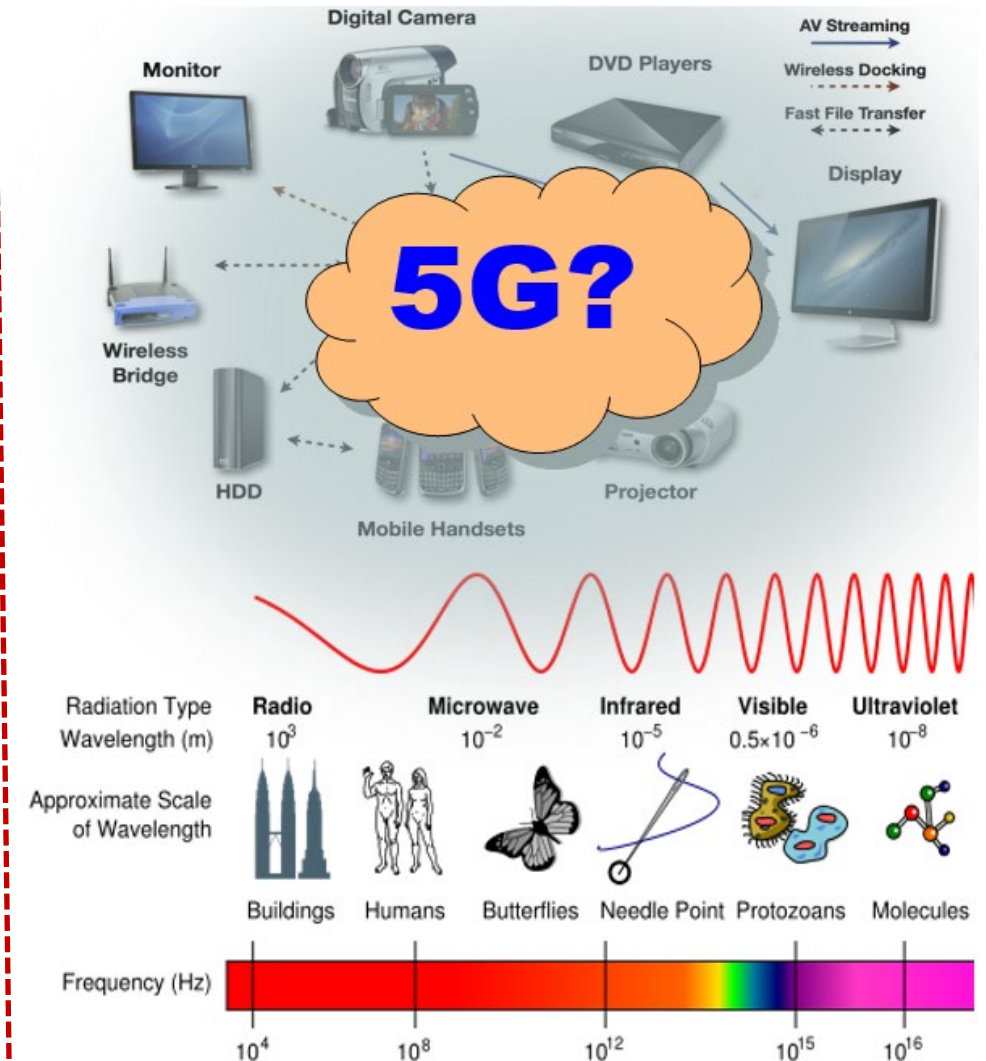 Digital Camera
AV Streaming
Monitor
DVD Players
Wireless Docking
Fast File Transfer
Display
5G?
Wireless
Bridge
HDD
Projector
Mobile Handsets
Radiation Type Radio Microwave Infrared Visible Ultraviolet
Wavelength (m) 10³ 10⁻² 10⁻⁵ 0.5×10⁻⁶ 10⁻⁸
Approximate Scale
of Wavelength
Buildings Humans Butterflies Needle Point Protozoans Molecules
Frequency (Hz)
10⁴ 10⁸ 10¹² 10¹⁵ 10¹⁶